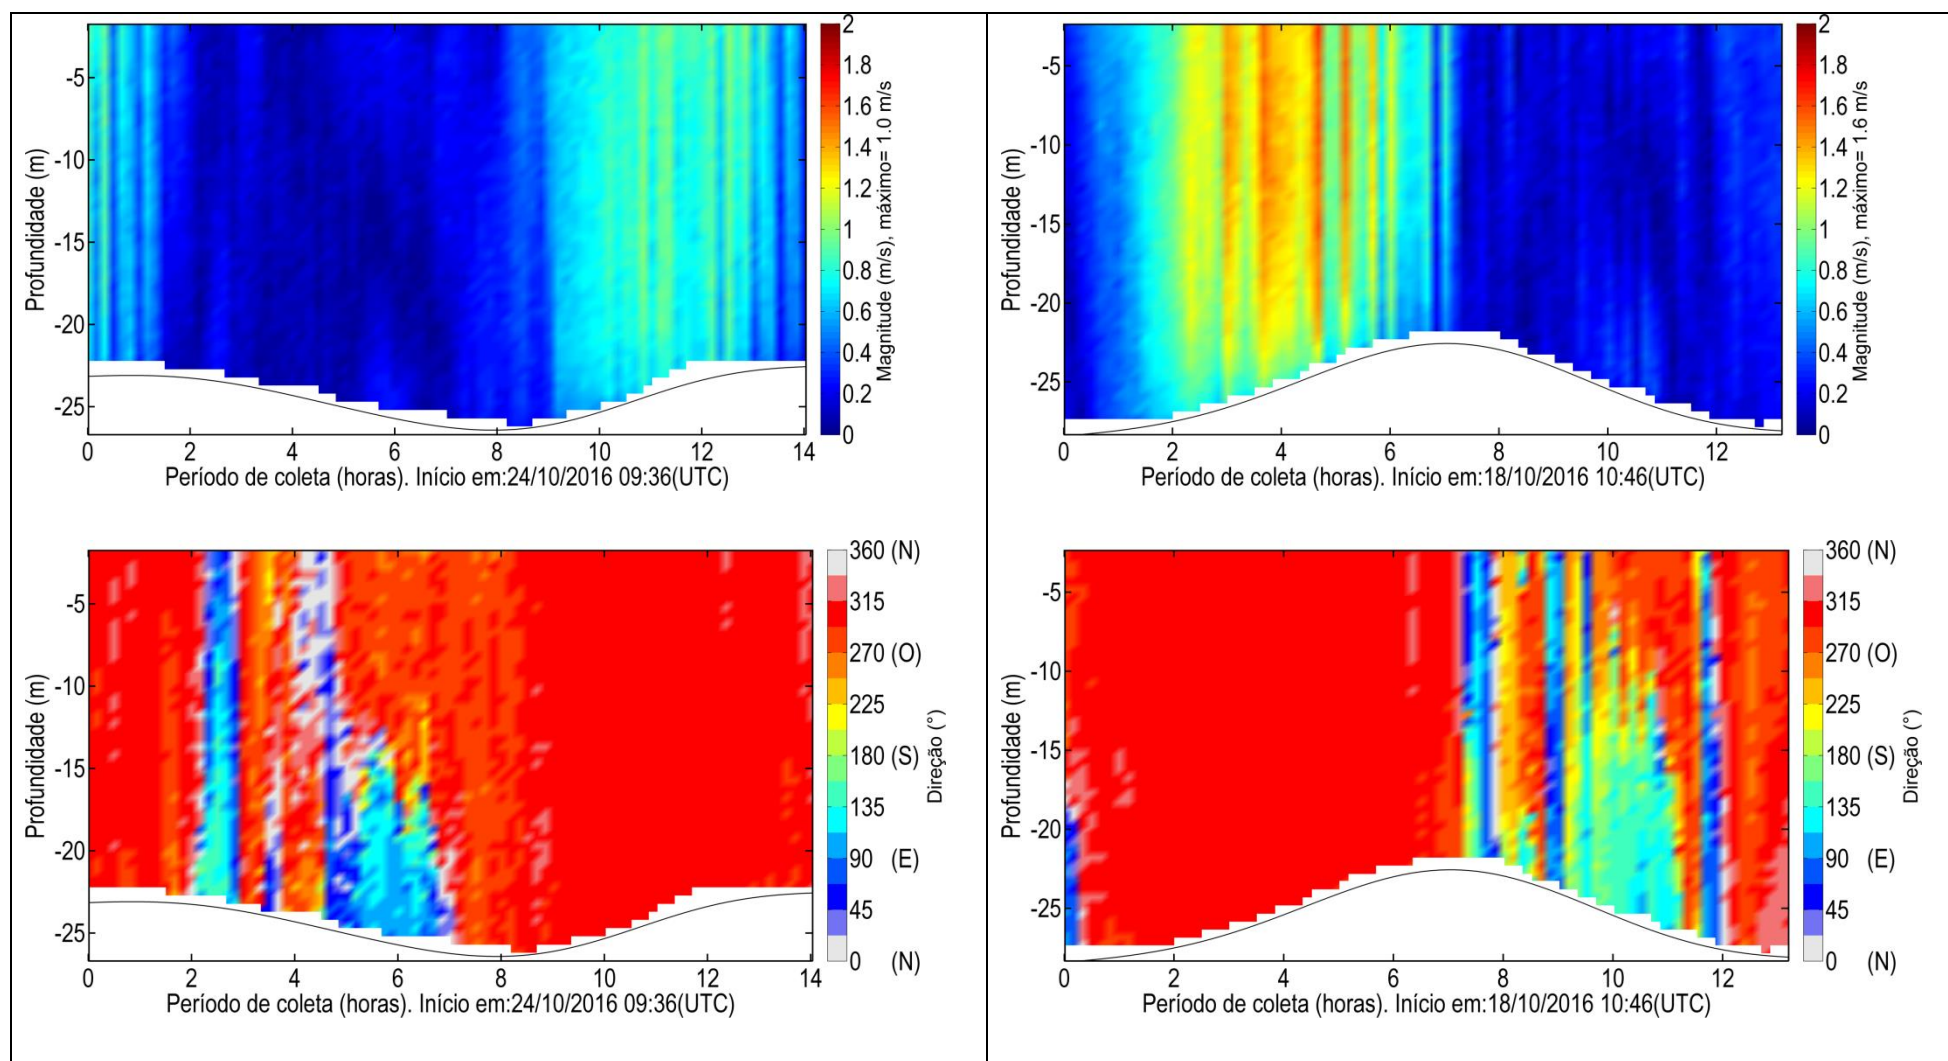 -5
-10
-15
-20
-25
Profundidade (m)
0 2 4 6 8 10 12 14
Período de coleta (horas). Início em:24/10/2016 09:36(UTC)
2
1.8
1.6
1.4
1.2
1
0.8
0.6
0.4
0.2
0
Magnitude (m/s), máximo= 1.0 m/s
-5
-10
-15
-20
-25
Profundidade (m)
0 2 4 6 8 10 12
Período de coleta (horas). Início em:18/10/2016 10:46(UTC)
2
1.8
1.6
1.4
1.2
1
0.8
0.6
0.4
0.2
0
Magnitude (m/s), máximo= 1.6 m/s
-5
-10
-15
-20
-25
Profundidade (m)
0 2 4 6 8 10 12 14
Período de coleta (horas). Início em:24/10/2016 09:36(UTC)
360 (N)
315
270 (O)
225
180 (S)
135
90 (E)
45
0 (N)
Direção (°)
-5
-10
-15
-20
-25
Profundidade (m)
0 2 4 6 8 10 12
Período de coleta (horas). Início em:18/10/2016 10:46(UTC)
360 (N)
315
270 (O)
225
180 (S)
135
90 (E)
45
0 (N)
Direção (°)